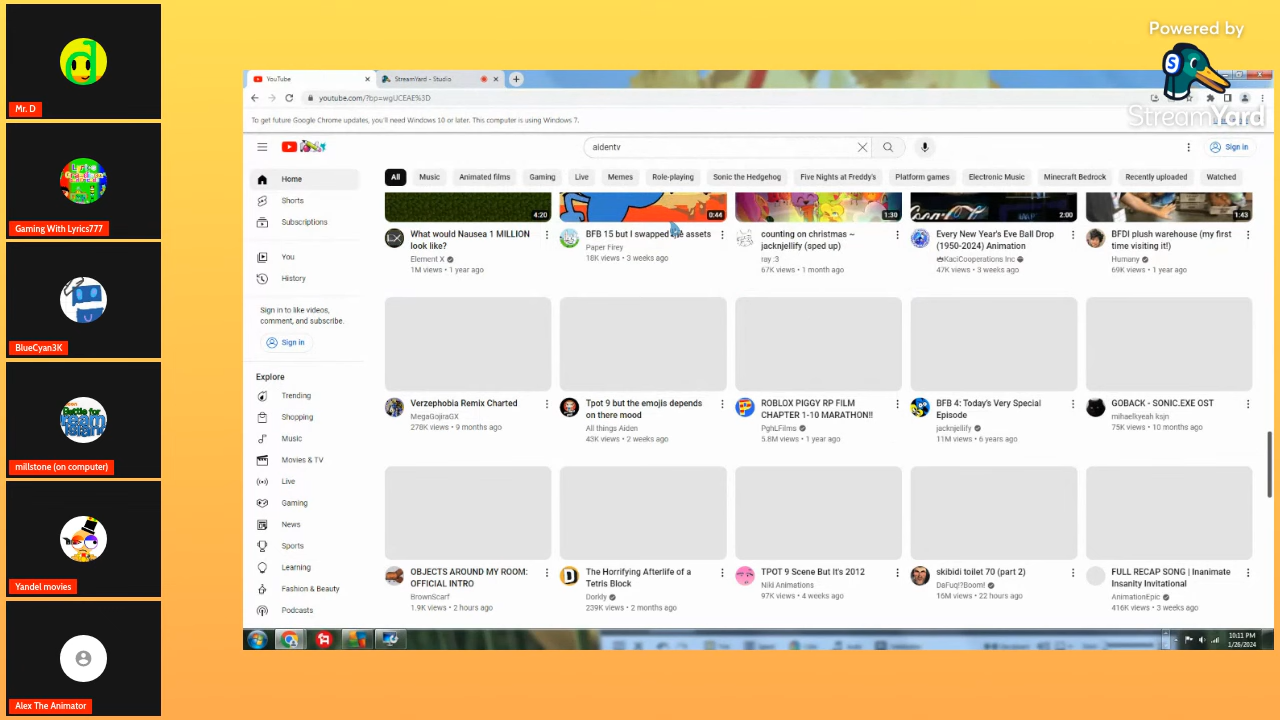 Mr. D
Gaming With Lyrics777
BlueCyan3K
millstone (on computer)
Yandel movies
Alex The Animator
Powered by
StreamYard
YouTube
StreamYard - Studio
youtube.com/?bp=wgUCEAE%3D
To get future Google Chrome updates, you'll need Windows 10 or later. This computer is using Windows 7.
aidentv
Sign in
All Music Animated films Gaming Live Memes Role-playing Sonic the Hedgehog Five Nights at Freddy's Platform games Electronic Music Minecraft Bedrock Recently uploaded Watched
Home
Shorts
Subscriptions
You
History
Sign in to like videos,
comment, and subscribe.
Sign in
Explore
Trending
Shopping
Music
Movies & TV
Live
Gaming
News
Sports
Learning
Fashion & Beauty
Podcasts
4:20
What would Nausea 1 MILLION
look like?
Element X
1M views • 1 year ago
0:44
BFB 15 but I swapped the assets
Paper Firey
18K views • 3 weeks ago
1:30
counting on christmas ~
jacknjellify (sped up)
ray :3
67K views • 1 month ago
2:00
Every New Year's Eve Ball Drop
(1950-2024) Animation
KaciCooperations Inc
47K views • 3 weeks ago
1:43
BFDI plush warehouse (my first
time visiting it!)
Humany
69K views • 1 year ago
Verzephobia Remix Charted
MegaGojiraGX
278K views • 9 months ago
Tpot 9 but the emojis depends
on there mood
All things Aidan
43K views • 2 weeks ago
ROBLOX PIGGY RP FILM
CHAPTER 1-10 MARATHON!!
PghLFilms
5.8M views • 1 year ago
BFB 4: Today's Very Special
Episode
jacknjellify
11M views • 6 years ago
GOBACK - SONIC.EXE OST
mihaelkyeah ksjn
75K views • 10 months ago
OBJECTS AROUND MY ROOM:
OFFICIAL INTRO
BrownScarf
1.9K views • 2 hours ago
The Horrifying Afterlife of a
Tetris Block
Dorkly
239K views • 2 months ago
TPOT 9 Scene But It's 2012
Niki Animations
97K views • 4 weeks ago
skibidi toilet 70 (part 2)
DaFuq!?Boom!
16M views • 22 hours ago
FULL RECAP SONG | Inanimate
Insanity Invitational
AnimationEpic
416K views • 3 weeks ago
10:11 PM
1/26/2024